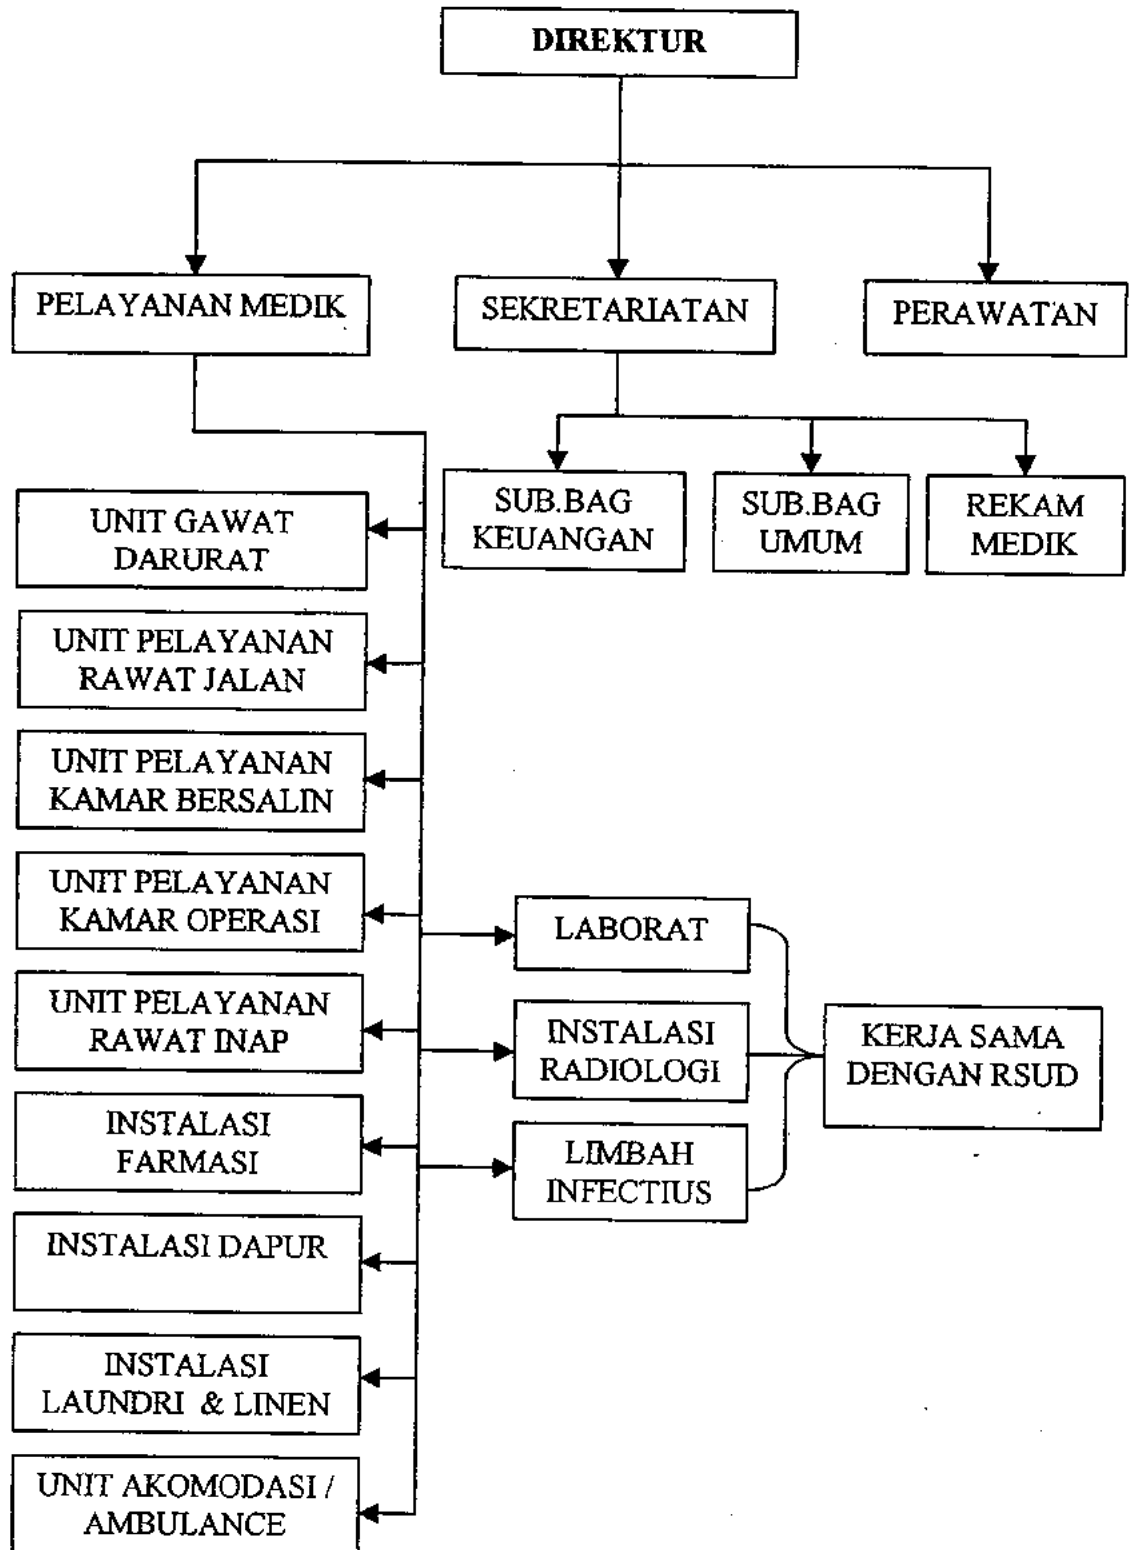 DIREKTUR
PELAYANAN MEDIK
SEKRETARIATAN
PERAWATAN
SUB.BAG
KEUANGAN
SUB.BAG
UMUM
REKAM
MEDIK
UNIT GAWAT
DARURAT
UNIT PELAYANAN
RAWAT JALAN
UNIT PELAYANAN
KAMAR BERSALIN
UNIT PELAYANAN
KAMAR OPERASI
UNIT PELAYANAN
RAWAT INAP
INSTALASI
FARMASI
INSTALASI DAPUR
INSTALASI
LAUNDRI & LINEN
UNIT AKOMODASI /
AMBULANCE
LABORAT
INSTALASI
RADIOLOGI
LIMBAH
INFECTIUS
KERJA SAMA
DENGAN RSUD